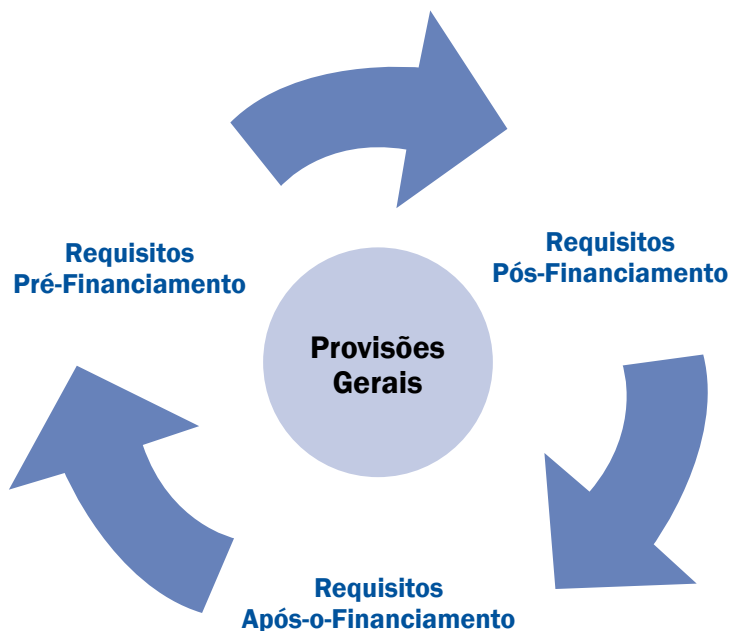 Requisitos
Pré-Financiamento
Requisitos
Pós-Financiamento
Provisões
Gerais
Requisitos
Após-o-Financiamento